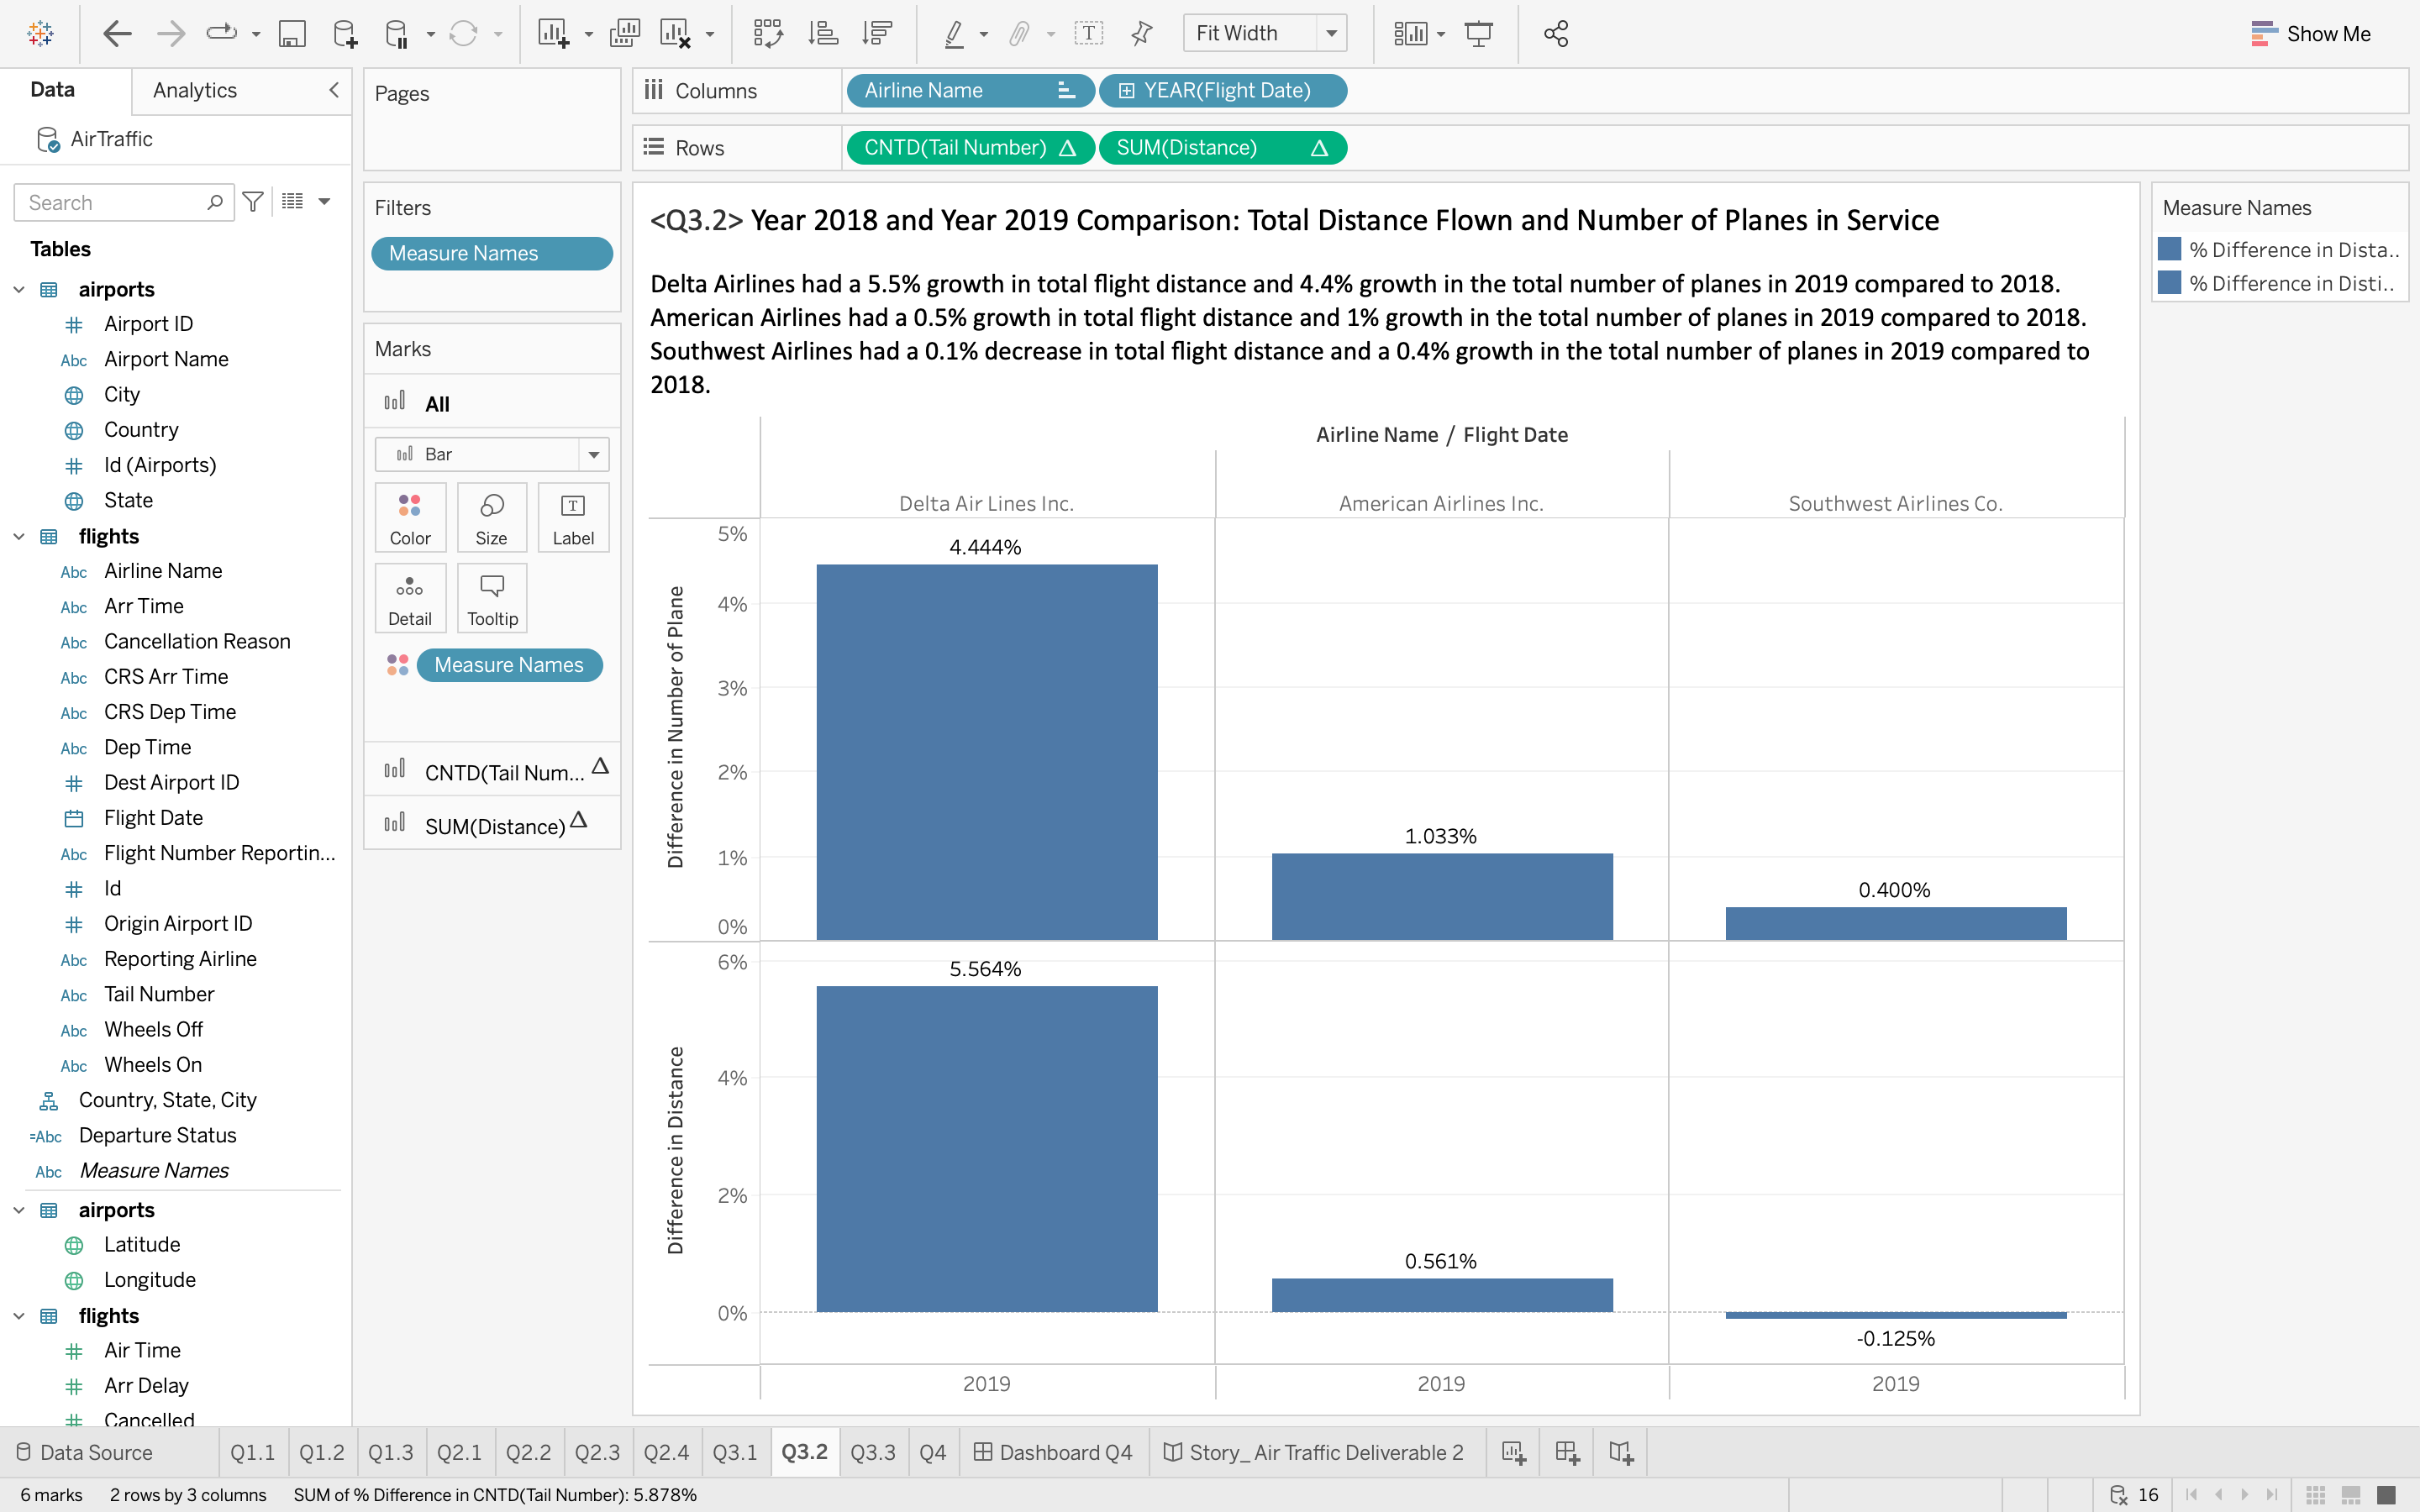 Fit Width
Show Me
Data
Analytics
AirTraffic
Search
Tables
airports
Airport ID
Abc Airport Name
City
Country
Id (Airports)
State
flights
Abc Airline Name
Abc Arr Time
Abc Cancellation Reason
Abc CRS Arr Time
Abc CRS Dep Time
Abc Dep Time
Dest Airport ID
Flight Date
Abc Flight Number Reportin...
Id
Origin Airport ID
Abc Reporting Airline
Abc Tail Number
Abc Wheels Off
Abc Wheels On
Country, State, City
=Abc Departure Status
Abc Measure Names
airports
Latitude
Longitude
flights
Air Time
Arr Delay
Cancelled
Pages
Filters
Measure Names
Marks
All
Bar
Color
Size
T
Label
Detail
Tooltip
Measure Names
CNTD(Tail Num... Δ
SUM(Distance) Δ
Columns
Airline Name
YEAR(Flight Date)
Rows
CNTD(Tail Number) Δ
SUM(Distance) Δ
<Q3.2> Year 2018 and Year 2019 Comparison: Total Distance Flown and Number of Planes in Service
Delta Airlines had a 5.5% growth in total flight distance and 4.4% growth in the total number of planes in 2019 compared to 2018.
American Airlines had a 0.5% growth in total flight distance and 1% growth in the total number of planes in 2019 compared to 2018.
Southwest Airlines had a 0.1% decrease in total flight distance and a 0.4% growth in the total number of planes in 2019 compared to
2018.
Airline Name / Flight Date
Delta Air Lines Inc.
American Airlines Inc.
Southwest Airlines Co.
Difference in Number of Plane
5%
4%
3%
2%
1%
0%
4.444%
1.033%
0.400%
Difference in Distance
6%
4%
2%
0%
5.564%
0.561%
-0.125%
2019
2019
2019
Measure Names
% Difference in Dista..
% Difference in Disti..
Data Source
Q1.1
Q1.2
Q1.3
Q2.1
Q2.2
Q2.3
Q2.4
Q3.1
Q3.2
Q3.3
Q4
Dashboard Q4
Story_ Air Traffic Deliverable 2
6 marks
2 rows by 3 columns
SUM of % Difference in CNTD(Tail Number): 5.878%
16